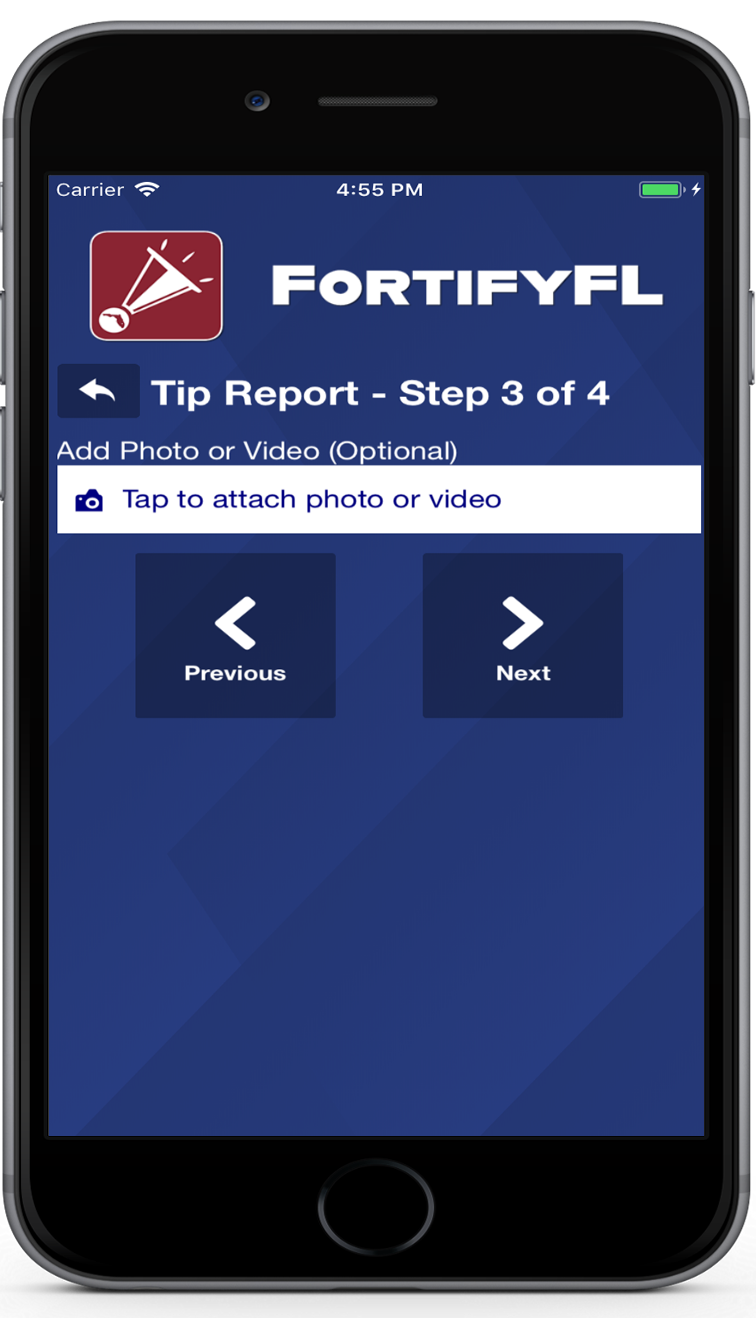 Carrier 4:55 PM
FORTIFYFL
Tip Report - Step 3 of 4
Add Photo or Video (Optional)
Tap to attach photo or video
Previous Next